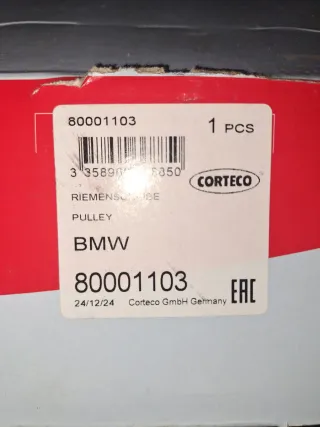 80001103
1 PCS
CORTECO
PULLEY
BMW
80001103
24/12/24 Corteco GmbH Germany
EAC